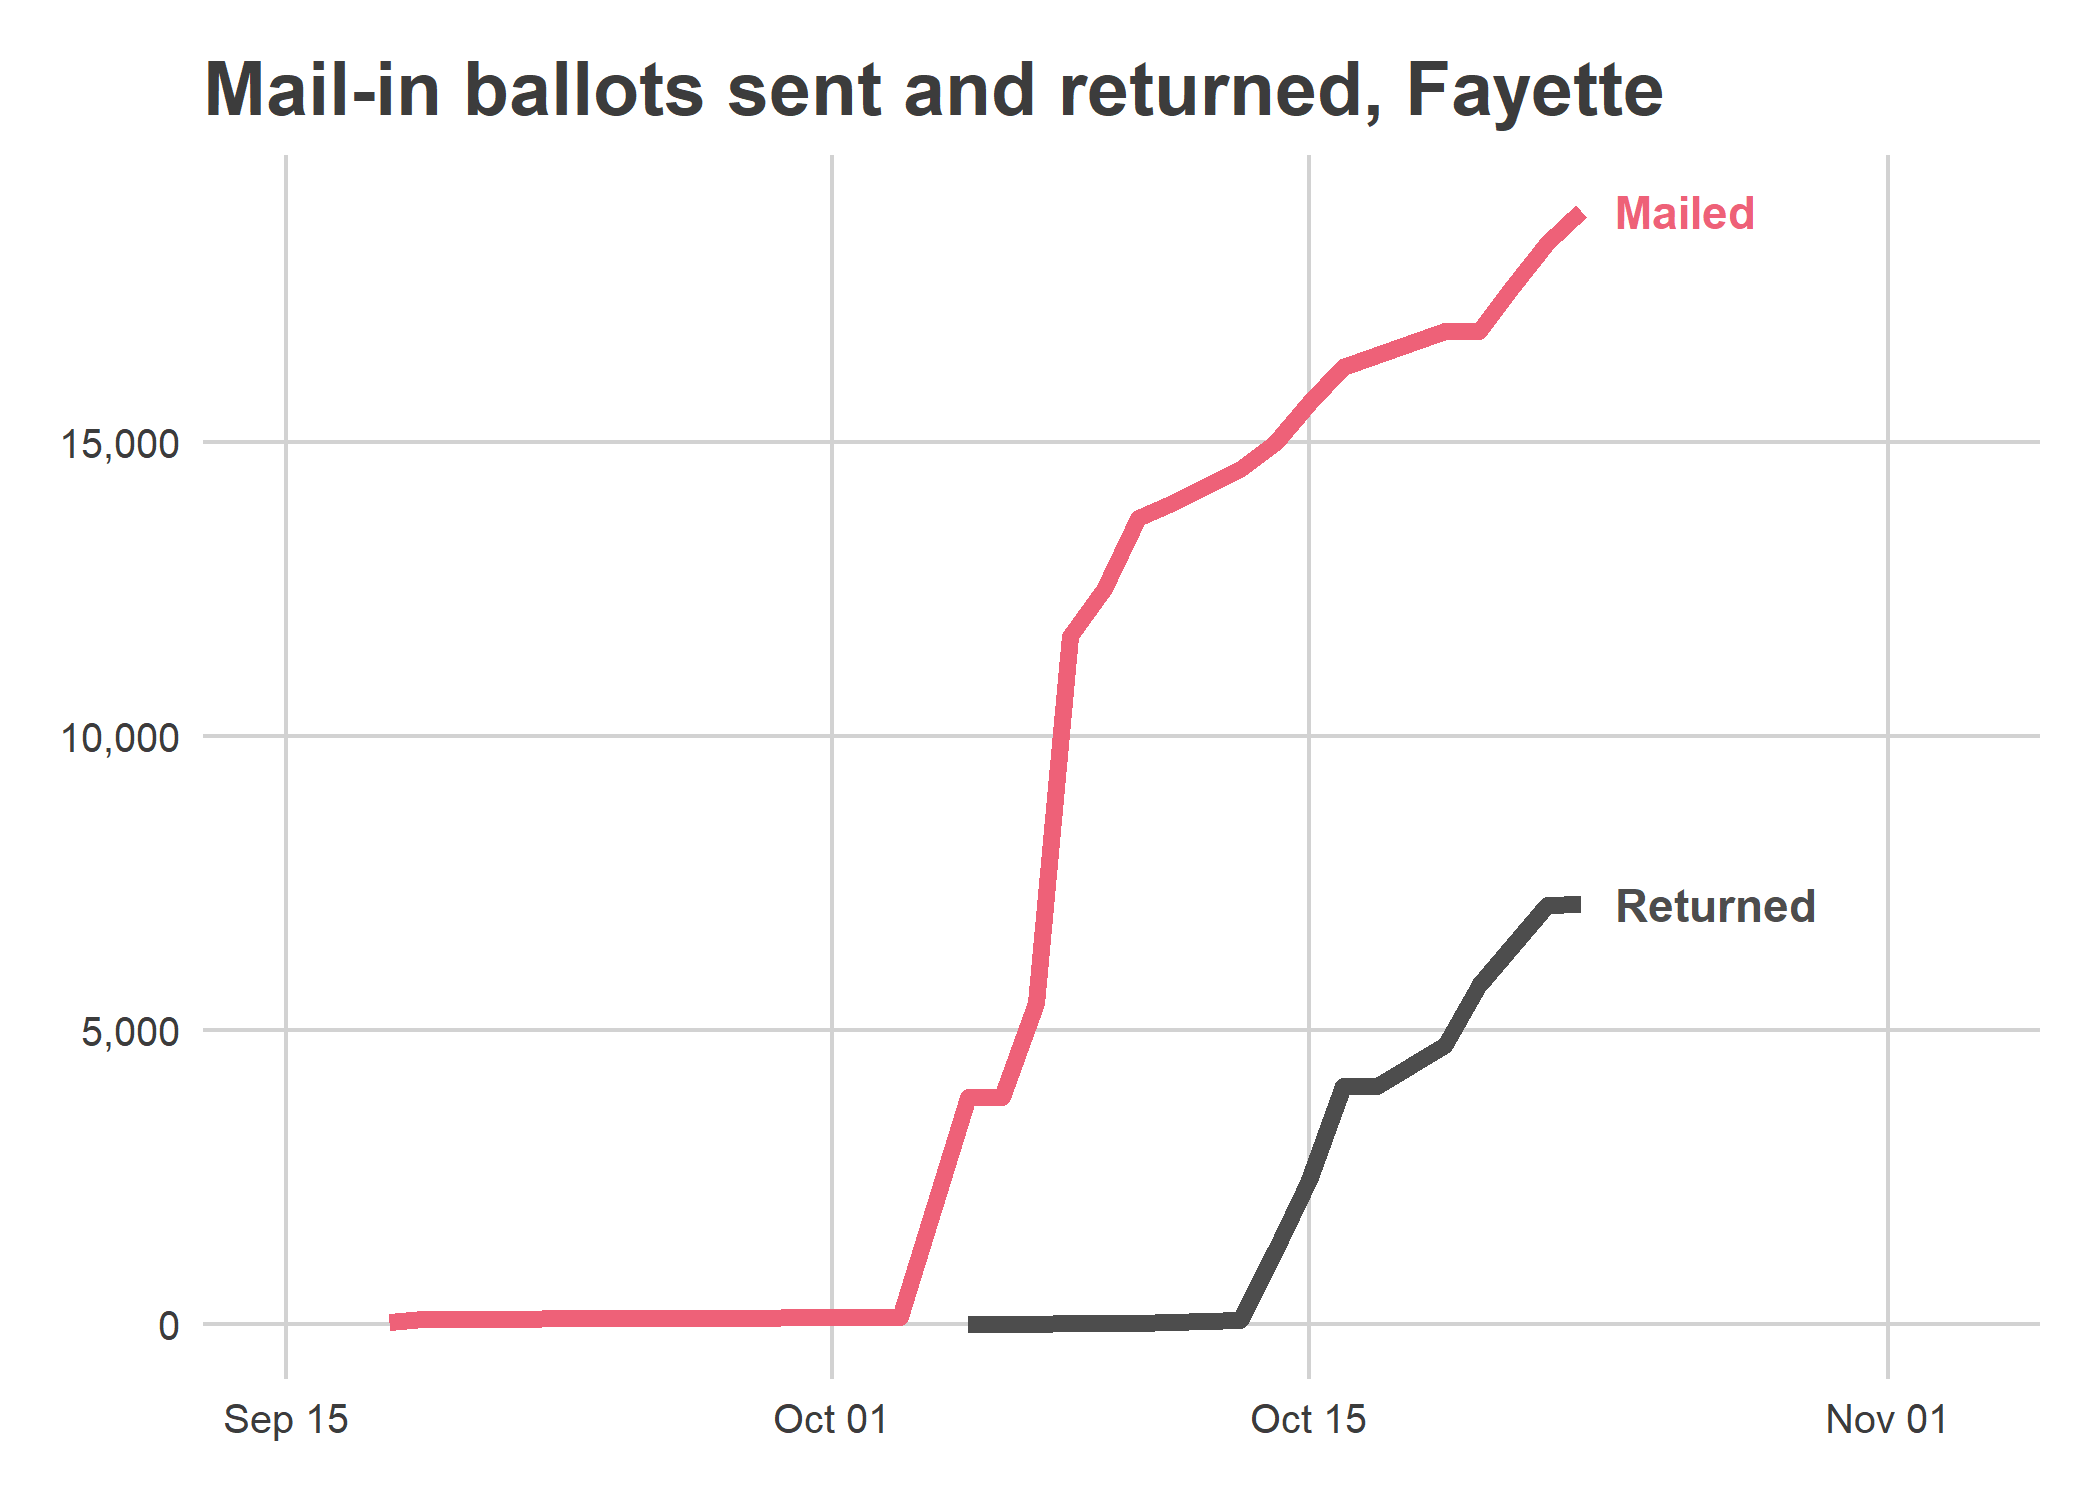 Mail-in ballots sent and returned, Fayette
Mailed
15,000
10,000
Returned
5,000
0
Sep 15
Oct 01
Oct 15
Nov 01